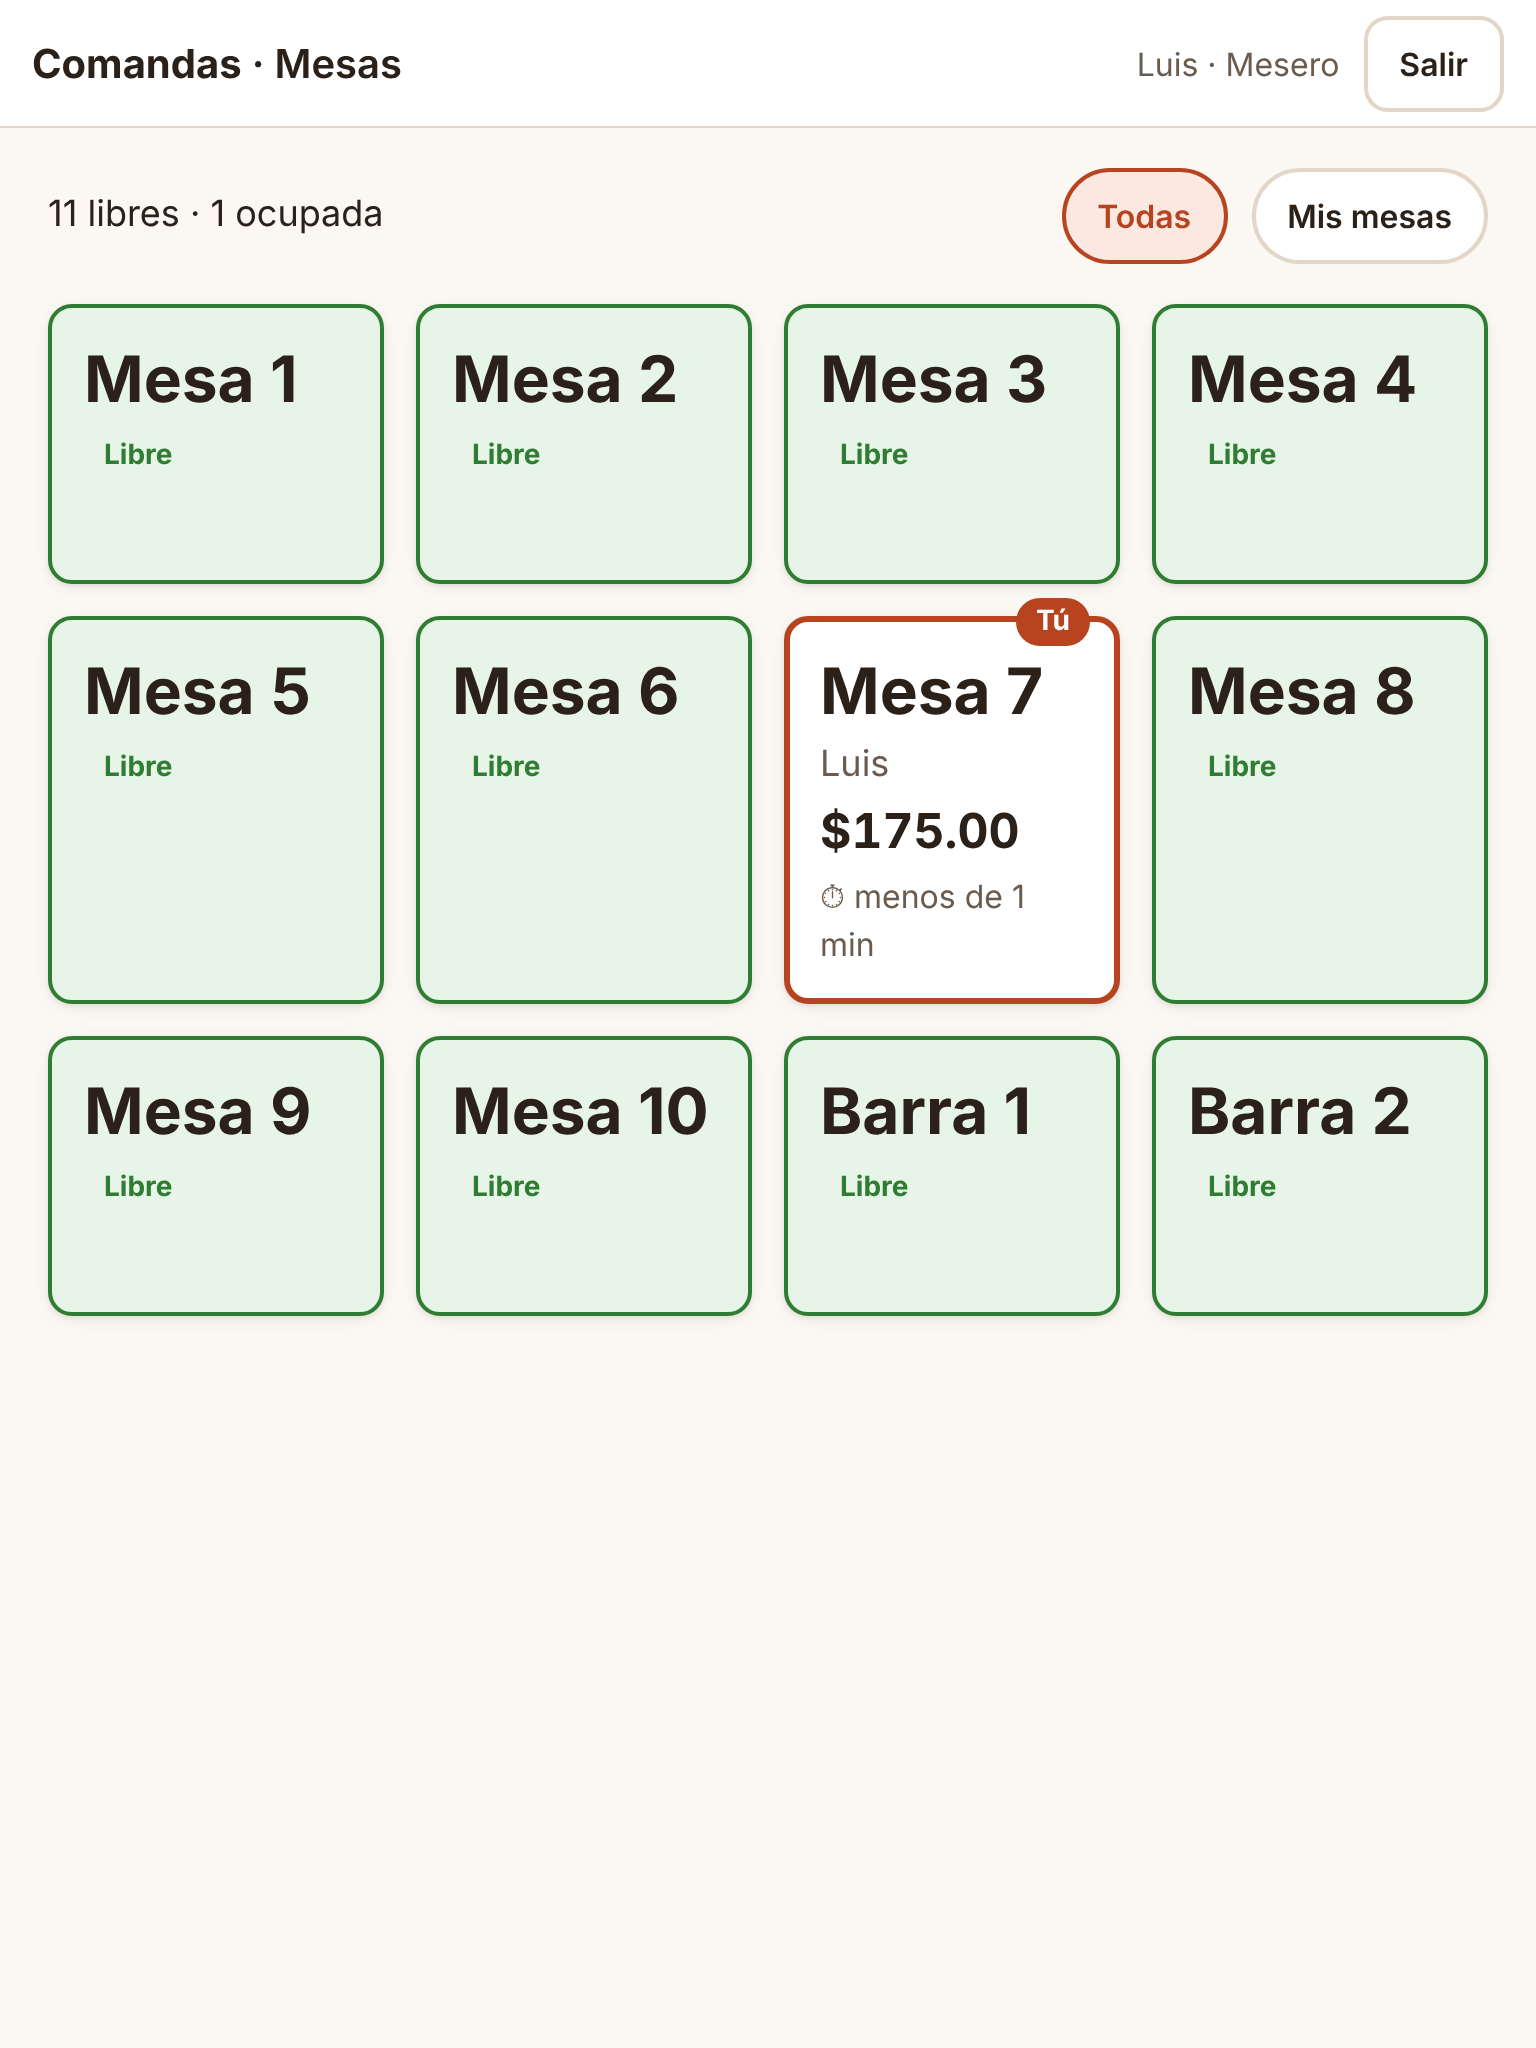 Comandas · Mesas
Luis · Mesero
Salir
11 libres · 1 ocupada
Todas
Mis mesas
Mesa 1
Libre
Mesa 2
Libre
Mesa 3
Libre
Mesa 4
Libre
Mesa 5
Libre
Mesa 6
Libre
Tú
Mesa 7
Luis
$175.00
⏱ menos de 1
min
Mesa 8
Libre
Mesa 9
Libre
Mesa 10
Libre
Barra 1
Libre
Barra 2
Libre